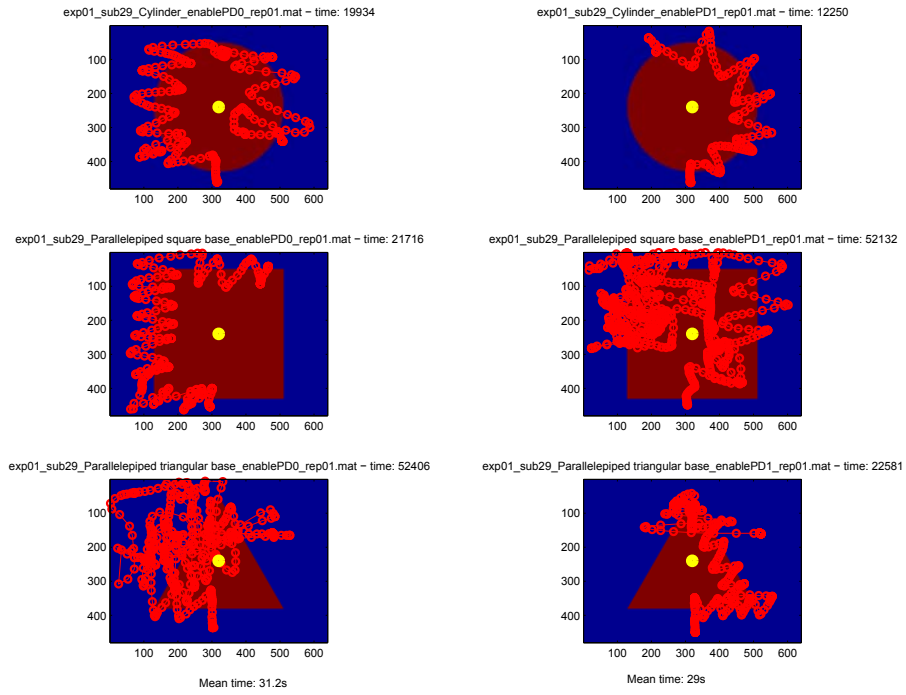 exp01_sub29_Cylinder_enablePD0_rep01.mat − time: 19934
100
200
300
400
100 200 300 400 500 600
exp01_sub29_Cylinder_enablePD1_rep01.mat − time: 12250
100
200
300
400
100 200 300 400 500 600
exp01_sub29_Parallelepiped square base_enablePD0_rep01.mat − time: 21716
100
200
300
400
100 200 300 400 500 600
exp01_sub29_Parallelepiped square base_enablePD1_rep01.mat − time: 52132
100
200
300
400
100 200 300 400 500 600
exp01_sub29_Parallelepiped triangular base_enablePD0_rep01.mat − time: 52406
100
200
300
400
100 200 300 400 500 600
Mean time: 31.2s
exp01_sub29_Parallelepiped triangular base_enablePD1_rep01.mat − time: 22581
100
200
300
400
100 200 300 400 500 600
Mean time: 29s